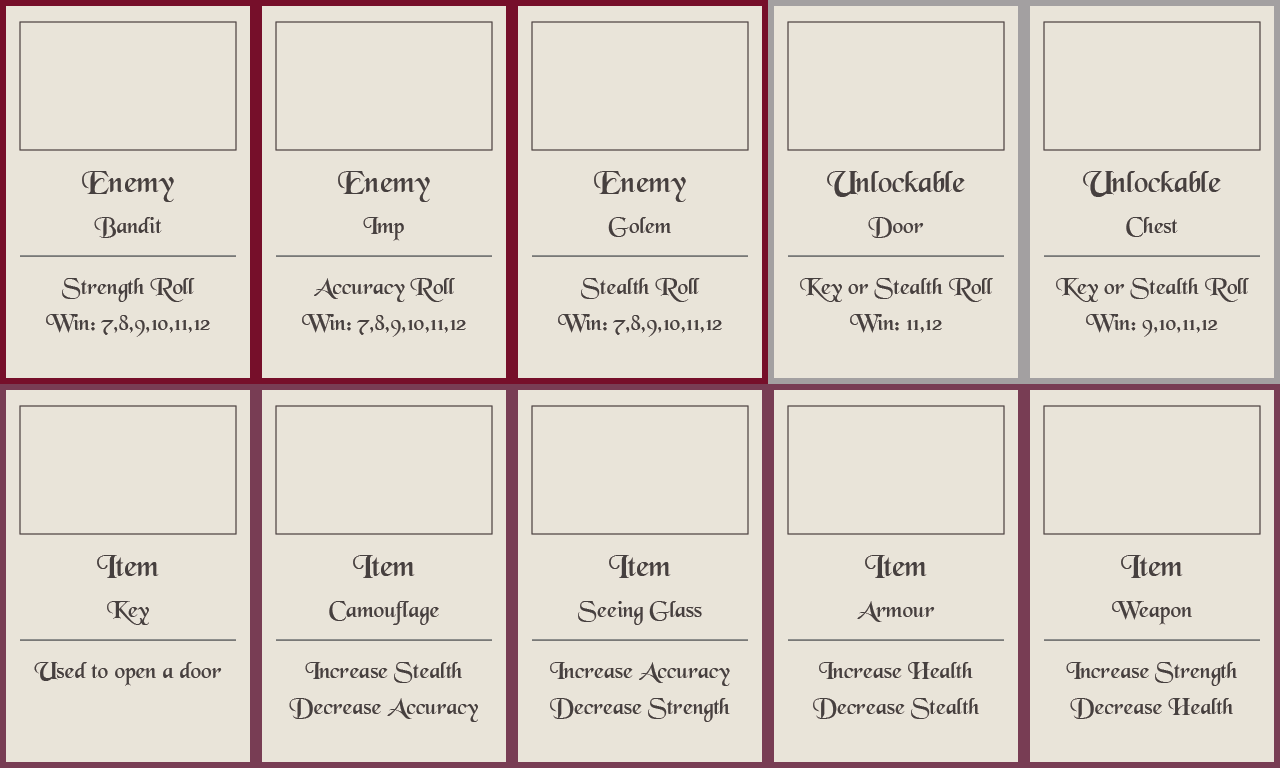 Enemy
Bandit
Strength Roll
Win: 7,8,9,10,11,12
Enemy
Imp
Accuracy Roll
Win: 7,8,9,10,11,12
Enemy
Golem
Stealth Roll
Win: 7,8,9,10,11,12
Unlockable
Door
Key or Stealth Roll
Win: 11,12
Unlockable
Chest
Key or Stealth Roll
Win: 9,10,11,12
Item
Key
Used to open a door
Item
Camouflage
Increase Stealth
Decrease Accuracy
Item
Seeing Glass
Increase Accuracy
Decrease Strength
Item
Armour
Increase Health
Decrease Stealth
Item
Weapon
Increase Strength
Decrease Health